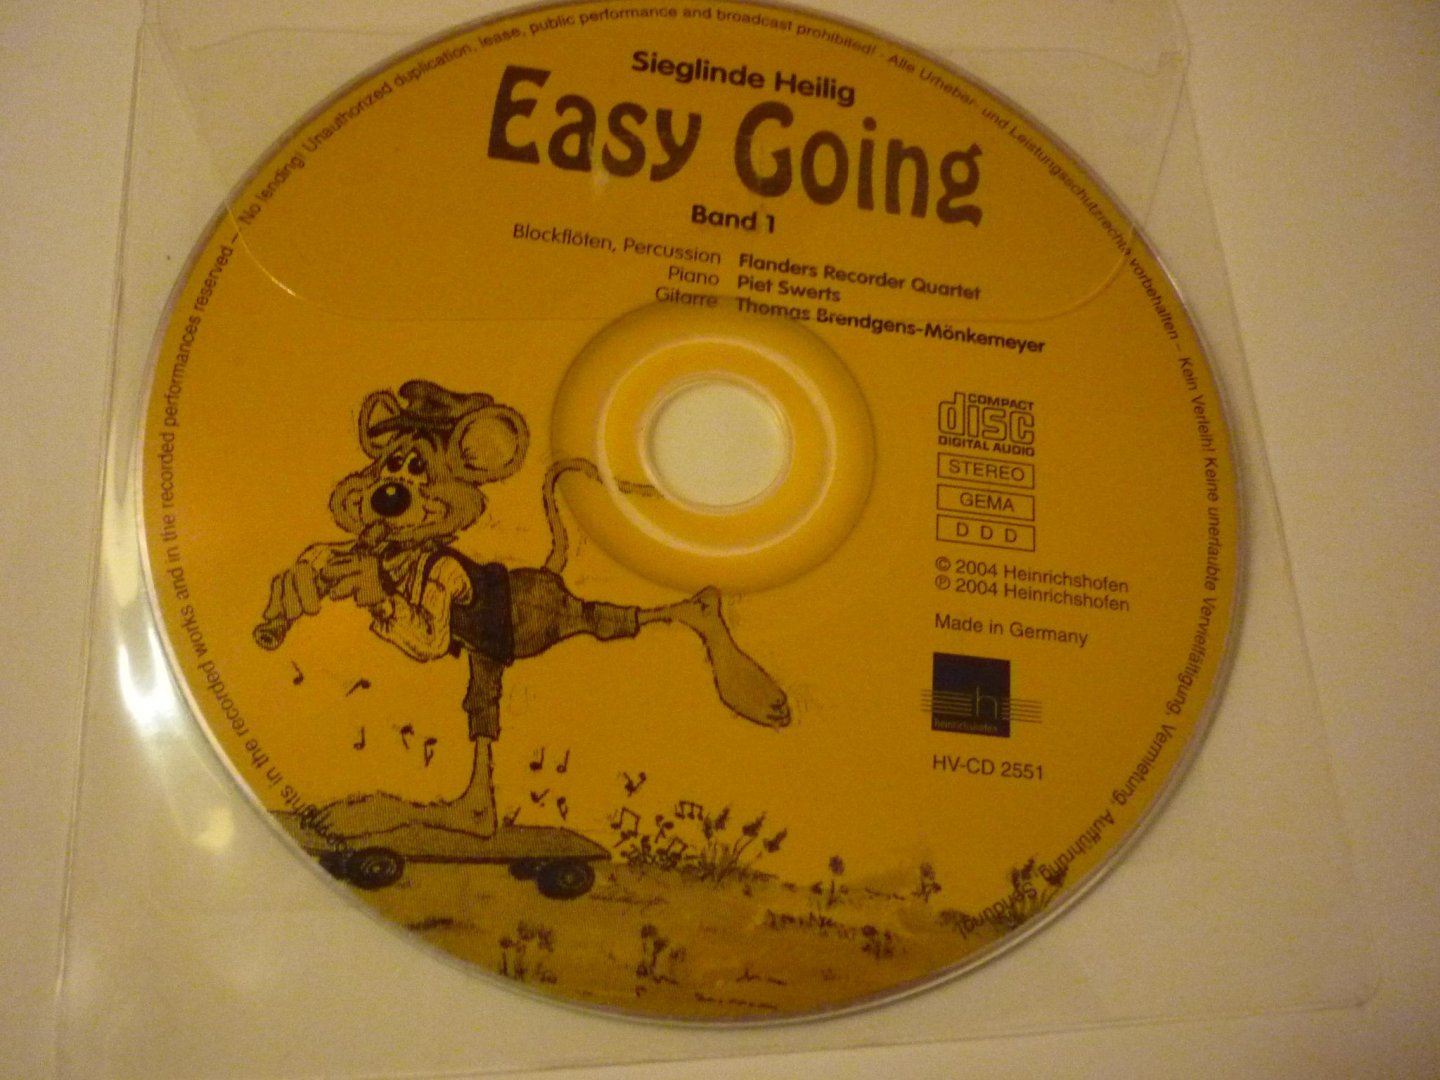 Sieglinde Heilig
Easy Going
Band 1
Blockflöten, Percussion Flanders Recorder Quartet
Piano Piet Swerts
Gitarre Thomas Brendgens-Mönkemeyer
COMPACT
disc
DIGITAL AUDIO
STEREO
GEMA
D D D
© 2004 Heinrichshofen
℗ 2004 Heinrichshofen
Made in Germany
h
heinrichshofen
HV-CD 2551
rights in the recorded works and in the recorded performances reserved – No lending! Unauthorized duplication, lease, public performance and broadcast prohibited! - Alle Urheber- und Leistungsschutzrechte vorbehalten – Kein Verleih! Keine unerlaubte Vervielfältigung, Vermietung, Aufführung, Sendung!